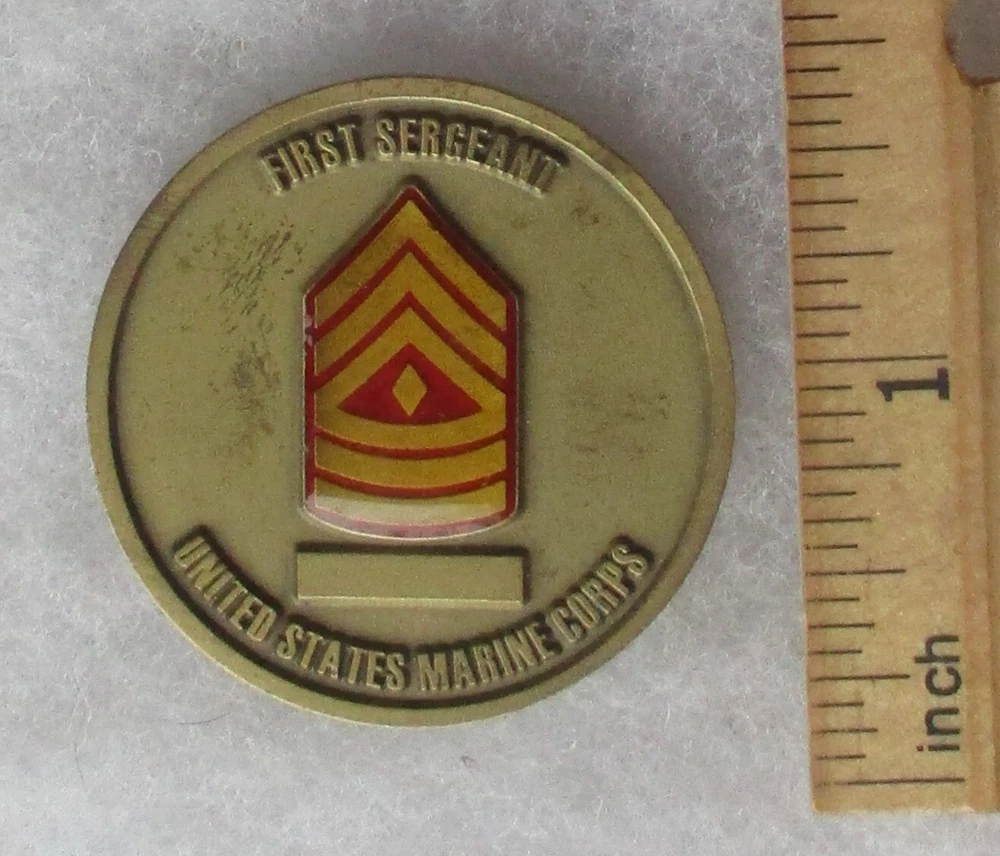 FIRST SERGEANT
UNITED STATES MARINE CORPS
1
inch